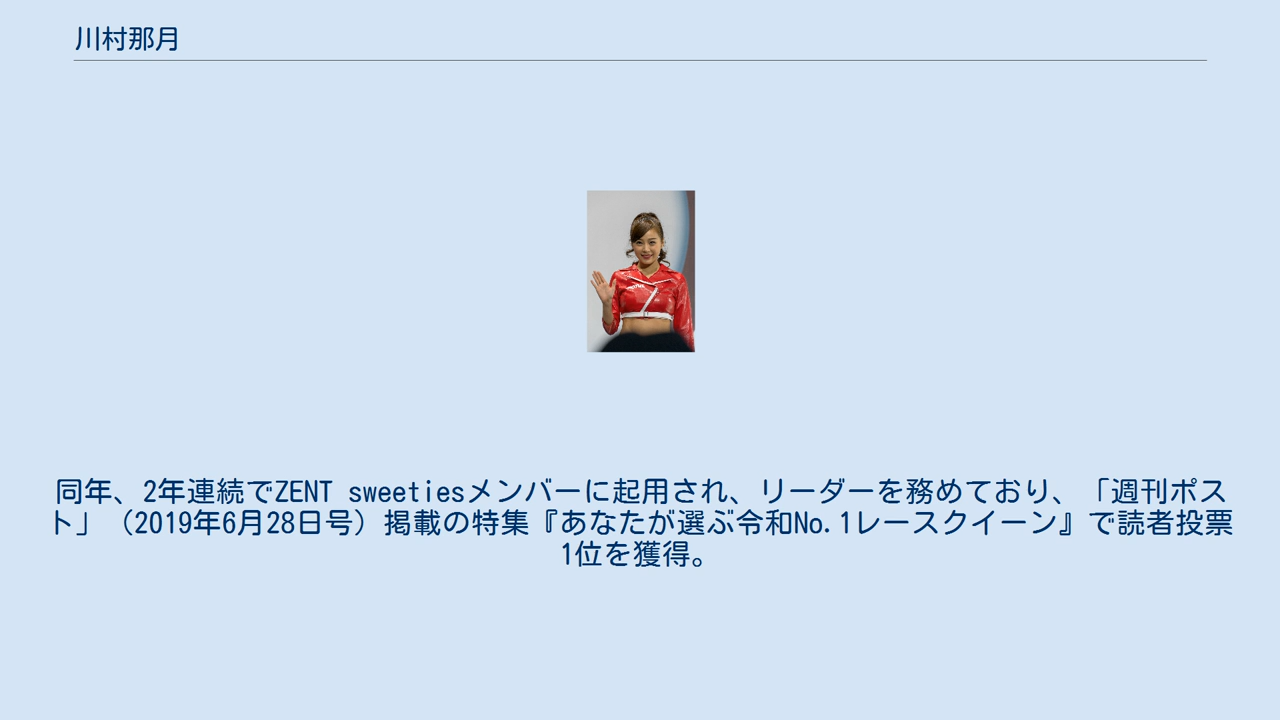 川村那月
同年、2年連続でZENT sweetiesメンバーに起用され、リーダーを務めており、「週刊ポス
ト」（2019年6月28日号）掲載の特集『あなたが選ぶ令和No.1レースクイーン』で読者投票
1位を獲得。